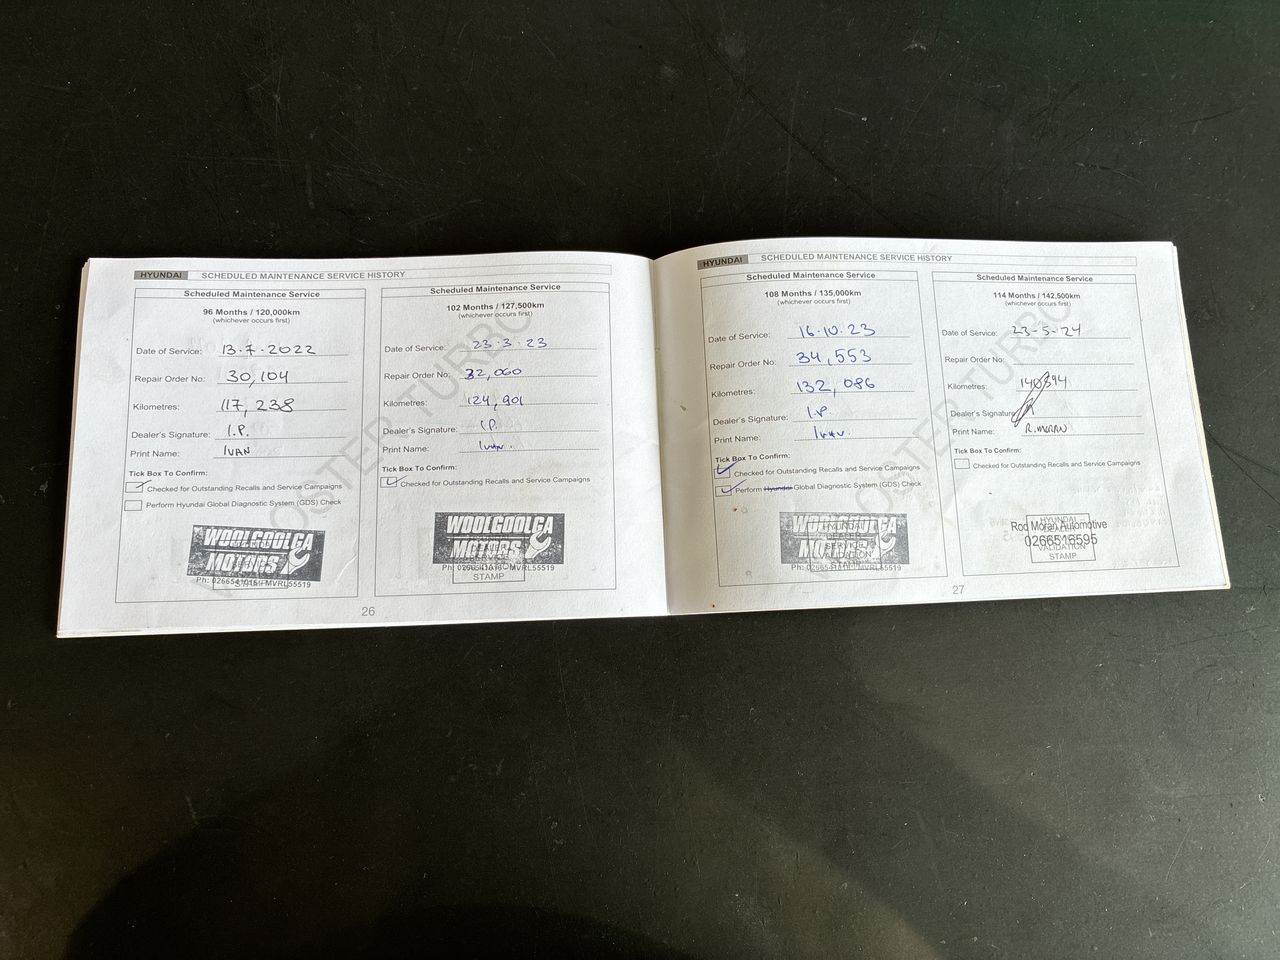 HYUNDAI SCHEDULED MAINTENANCE SERVICE HISTORY
Scheduled Maintenance Service
96 Months / 120,000km
(whichever occurs first)
Date of Service: 13.7.2022
Repair Order No: 30,104
Kilometres: 117,238
Dealer's Signature: I.P.
Print Name: IVAN
Tick Box To Confirm:
Checked for Outstanding Recalls and Service Campaigns
Perform Hyundai Global Diagnostic System (GDS) Check
WOOLGOOLGA
MOTORS
26
Scheduled Maintenance Service
102 Months / 127,500km
(whichever occurs first)
Date of Service: 23.3.23
Repair Order No: 32,060
Kilometres: 124,901
Dealer's Signature: I.P.
Print Name: Ivan.
Tick Box To Confirm:
Checked for Outstanding Recalls and Service Campaigns
WOOLGOOLGA
MOTORS
STAMP
HYUNDAI SCHEDULED MAINTENANCE SERVICE HISTORY
Scheduled Maintenance Service
108 Months / 135,000km
(whichever occurs first)
Date of Service: 16.10.23
Repair Order No: 34,553
Kilometres: 132,086
Dealer's Signature: I.P.
Print Name: Ivan.
Tick Box To Confirm:
Checked for Outstanding Recalls and Service Campaigns
Perform Hyundai Global Diagnostic System (GDS) Check
WOOLGOOLGA
MOTORS
Scheduled Maintenance Service
114 Months / 142,500km
(whichever occurs first)
Date of Service: 23-5-24
Repair Order No:
Kilometres: 140894
Dealer's Signature:
Print Name: R.MORAN
Tick Box To Confirm:
Checked for Outstanding Recalls and Service Campaigns
HYUNDAI
Rod Moran Automotive
0266516595
VALIDATION
STAMP
27